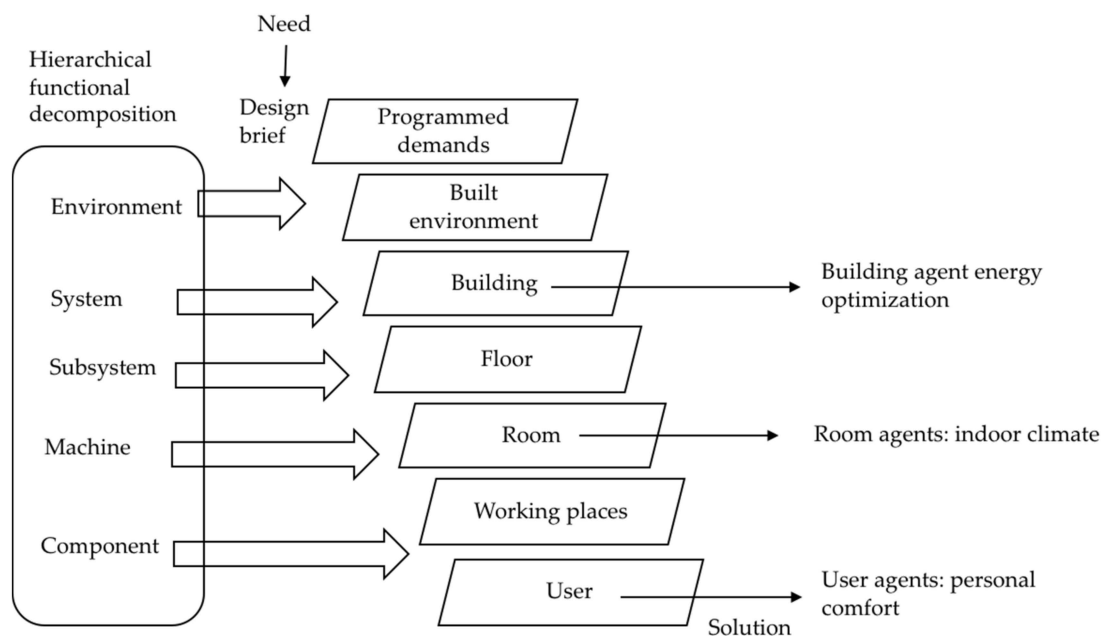 Need
Hierarchical
functional
decomposition
Design
brief
Programmed
demands
Environment
Built
environment
System
Building
Building agent energy
optimization
Subsystem
Floor
Machine
Room
Room agents: indoor climate
Working places
Component
User
User agents: personal
comfort
Solution